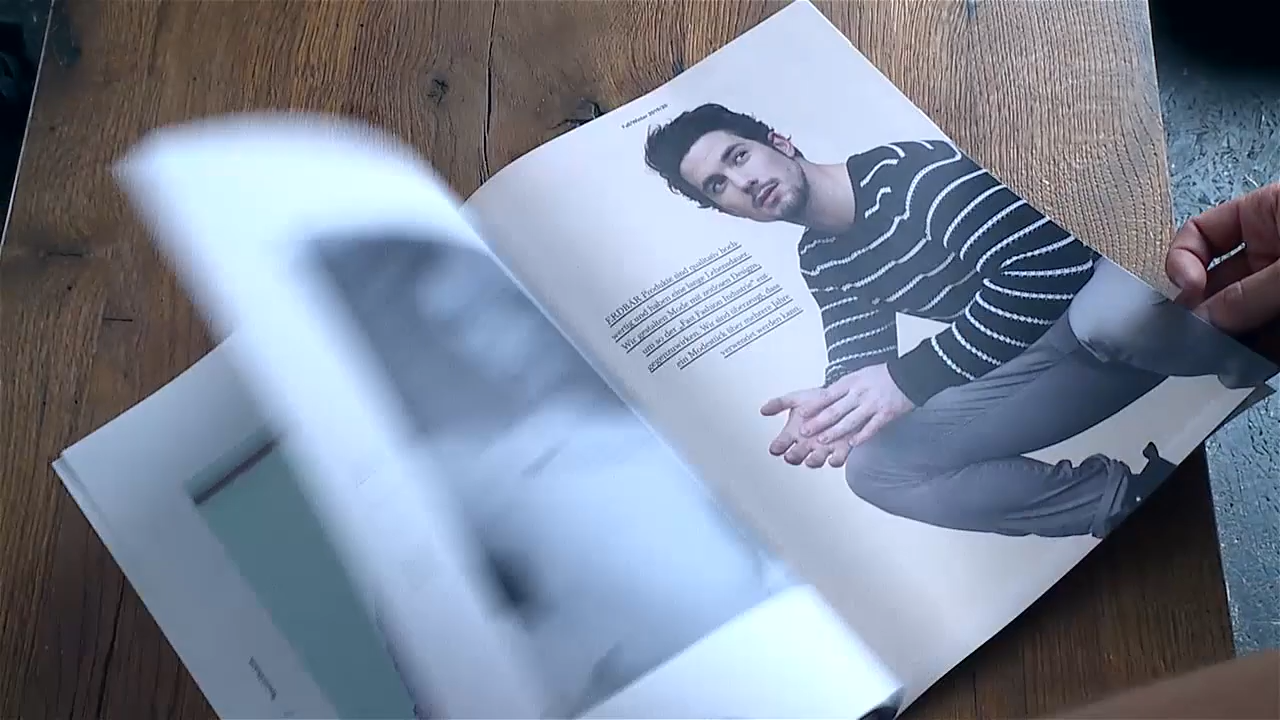 Fall/Winter 2019/20
ERDBÄR Produkte sind qualitativ hoch-
wertig und haben eine lange Lebensdauer.
Wir gestalten Mode mit zeitlosen Designs,
um so der „Fast Fashion Industrie“ ent-
gegenzuwirken. Wir sind überzeugt, dass
ein Modestück über mehrere Jahre
verwendet werden kann.